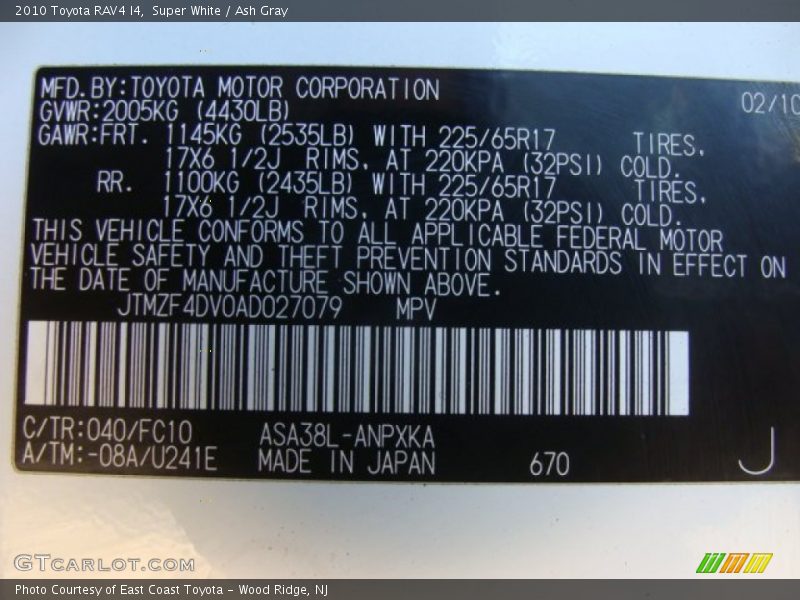 2010 Toyota RAV4 I4,  Super White / Ash Gray
MFD.BY:TOYOTA MOTOR CORPORATION 02/10
GVWR:2005KG (4430LB)
GAWR:FRT. 1145KG (2535LB) WITH 225/65R17 TIRES,
17X6 1/2J RIMS, AT 220KPA (32PSI) COLD.
RR. 1100KG (2435LB) WITH 225/65R17 TIRES,
17X6 1/2J RIMS, AT 220KPA (32PSI) COLD.
THIS VEHICLE CONFORMS TO ALL APPLICABLE FEDERAL MOTOR
VEHICLE SAFETY AND THEFT PREVENTION STANDARDS IN EFFECT ON
THE DATE OF MANUFACTURE SHOWN ABOVE.
JTMZF4DV0AD027079 MPV
C/TR:040/FC10 ASA38L-ANPXKA
A/TM:-08A/U241E MADE IN JAPAN 670 J
GTCARLOT.COM
Photo Courtesy of East Coast Toyota – Wood Ridge, NJ